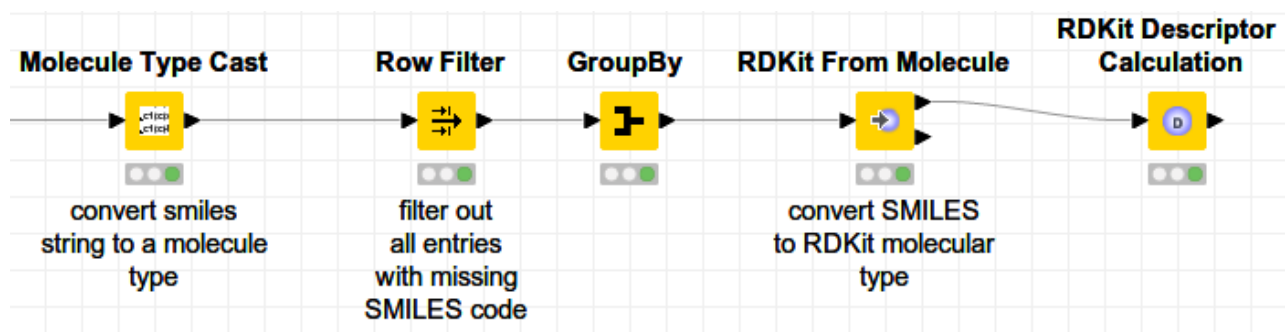 Molecule Type Cast
Row Filter
GroupBy
RDKit From Molecule
RDKit Descriptor
Calculation
D
convert smiles
string to a molecule
type
filter out
all entries
with missing
SMILES code
convert SMILES
to RDKit molecular
type